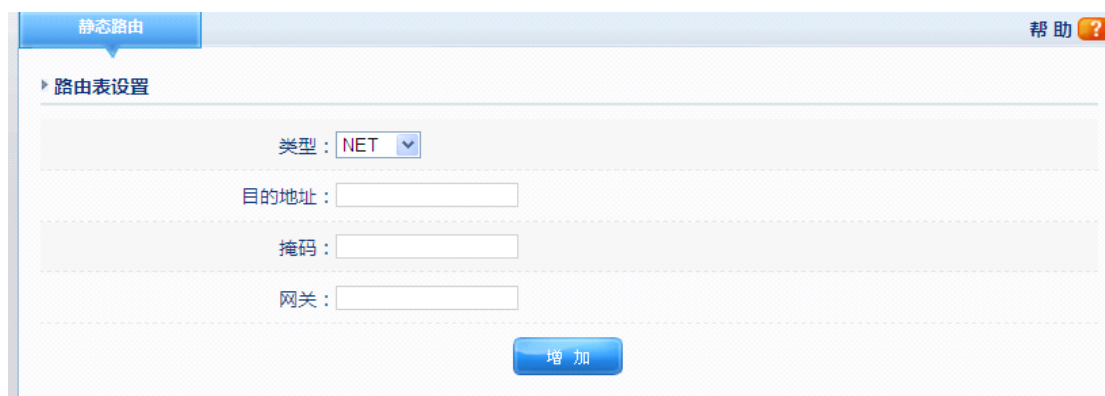 静态路由
帮 助 ?
路由表设置
类型： NET
目的地址：
掩码：
网关：
增 加